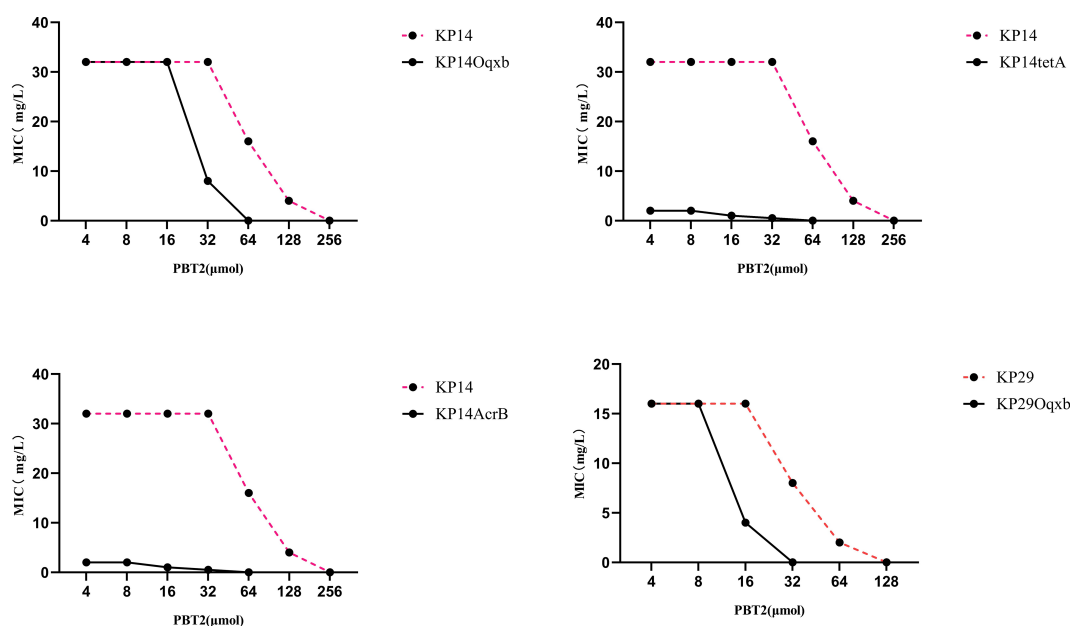 40
30
20
10
0
MIC（ mg/L）
4 8 16 32 64 128 256
PBT2(μmol)
KP14
KP14Oqxb
40
30
20
10
0
MIC（ mg/L）
4 8 16 32 64 128 256
PBT2(μmol)
KP14
KP14tetA
40
30
20
10
0
MIC（ mg/L）
4 8 16 32 64 128 256
PBT2(μmol)
KP14
KP14AcrB
20
15
10
5
0
MIC（ mg/L）
4 8 16 32 64 128
PBT2(μmol)
KP29
KP29Oqxb